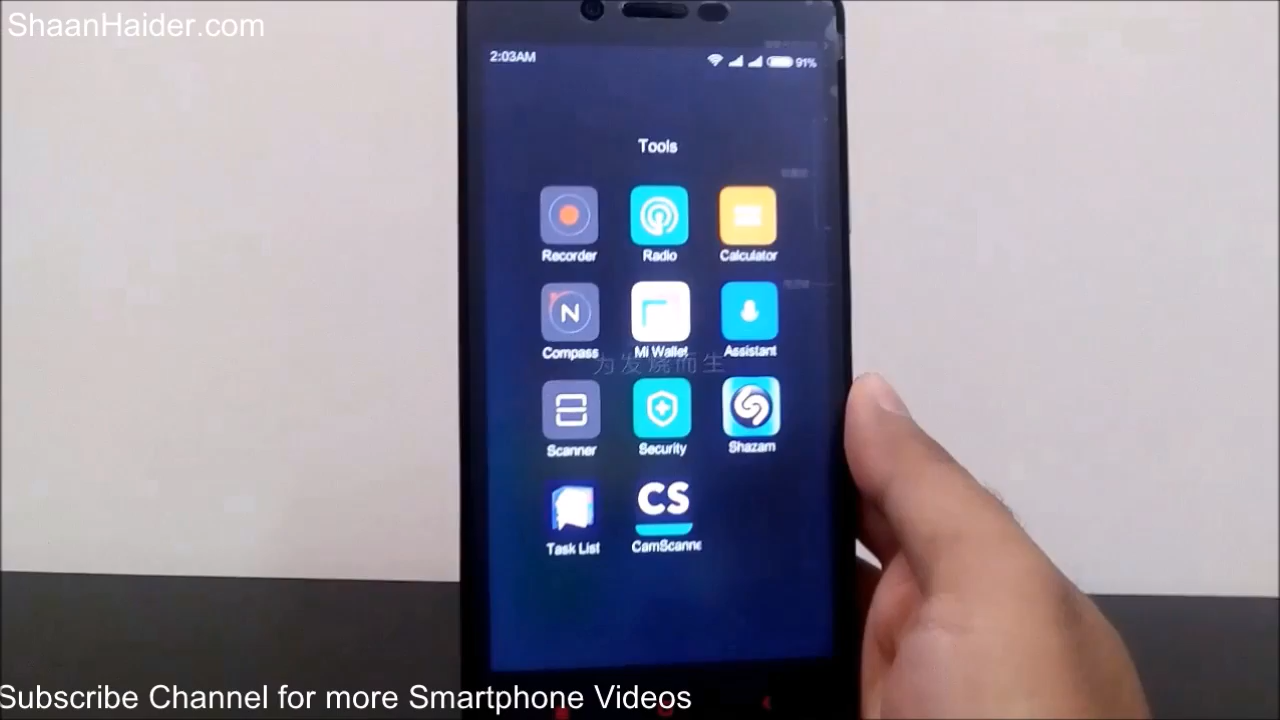 ShaanHaider.com
2:03AM
91%
Tools
Recorder Radio Calculator
N
Compass Mi Wallet Assistant
为发烧而生
Scanner Security Shazam
CS
Task List CamScanne
Subscribe Channel for more Smartphone Videos